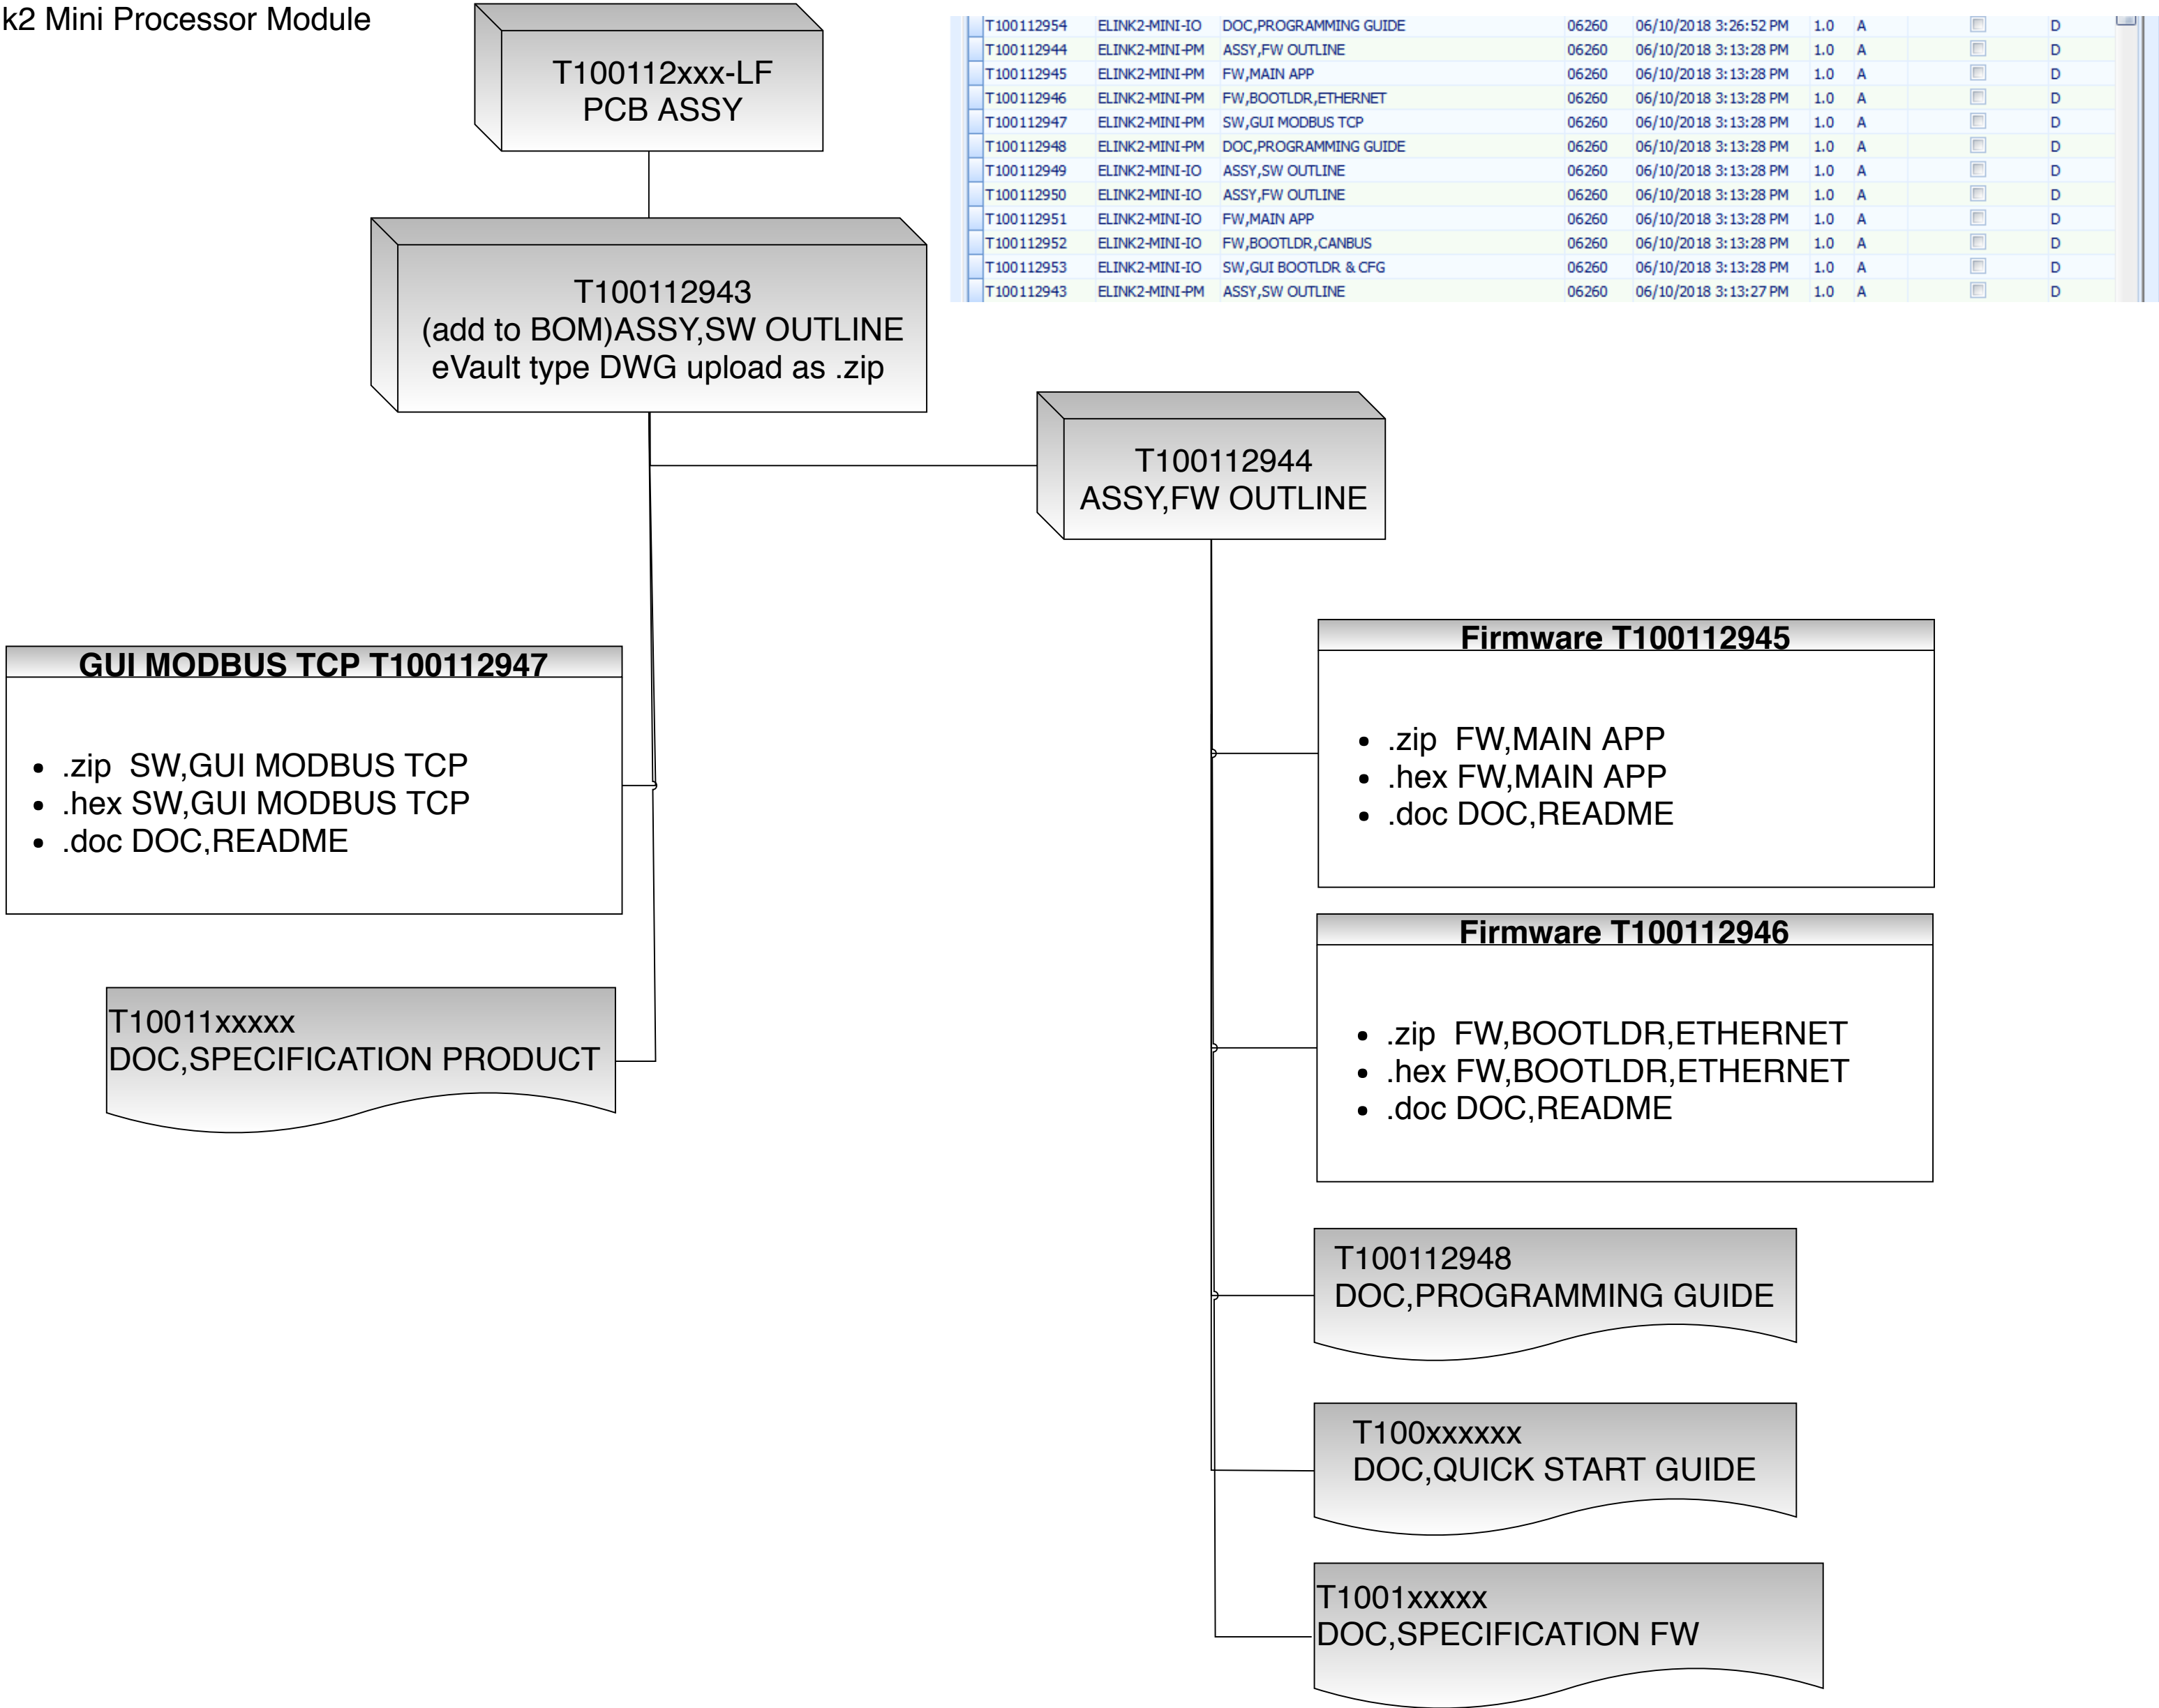 k2 Mini Processor Module
T100112xxx-LF
PCB ASSY
T100112954 ELINK2-MINI-IO DOC,PROGRAMMING GUIDE 06260 06/10/2018 3:26:52 PM 1.0 A D
T100112944 ELINK2-MINI-PM ASSY,FW OUTLINE 06260 06/10/2018 3:13:28 PM 1.0 A D
T100112945 ELINK2-MINI-PM FW,MAIN APP 06260 06/10/2018 3:13:28 PM 1.0 A D
T100112946 ELINK2-MINI-PM FW,BOOTLDR,ETHERNET 06260 06/10/2018 3:13:28 PM 1.0 A D
T100112947 ELINK2-MINI-PM SW,GUI MODBUS TCP 06260 06/10/2018 3:13:28 PM 1.0 A D
T100112948 ELINK2-MINI-PM DOC,PROGRAMMING GUIDE 06260 06/10/2018 3:13:28 PM 1.0 A D
T100112949 ELINK2-MINI-IO ASSY,SW OUTLINE 06260 06/10/2018 3:13:28 PM 1.0 A D
T100112950 ELINK2-MINI-IO ASSY,FW OUTLINE 06260 06/10/2018 3:13:28 PM 1.0 A D
T100112951 ELINK2-MINI-IO FW,MAIN APP 06260 06/10/2018 3:13:28 PM 1.0 A D
T100112952 ELINK2-MINI-IO FW,BOOTLDR,CANBUS 06260 06/10/2018 3:13:28 PM 1.0 A D
T100112953 ELINK2-MINI-IO SW,GUI BOOTLDR & CFG 06260 06/10/2018 3:13:28 PM 1.0 A D
T100112943 ELINK2-MINI-PM ASSY,SW OUTLINE 06260 06/10/2018 3:13:27 PM 1.0 A D
T100112943
(add to BOM)ASSY,SW OUTLINE
eVault type DWG upload as .zip
T100112944
ASSY,FW OUTLINE
GUI MODBUS TCP T100112947
• .zip SW,GUI MODBUS TCP
• .hex SW,GUI MODBUS TCP
• .doc DOC,README
T10011xxxxx
DOC,SPECIFICATION PRODUCT
Firmware T100112945
• .zip FW,MAIN APP
• .hex FW,MAIN APP
• .doc DOC,README
Firmware T100112946
• .zip FW,BOOTLDR,ETHERNET
• .hex FW,BOOTLDR,ETHERNET
• .doc DOC,README
T100112948
DOC,PROGRAMMING GUIDE
T100xxxxxx
DOC,QUICK START GUIDE
T1001xxxxx
DOC,SPECIFICATION FW